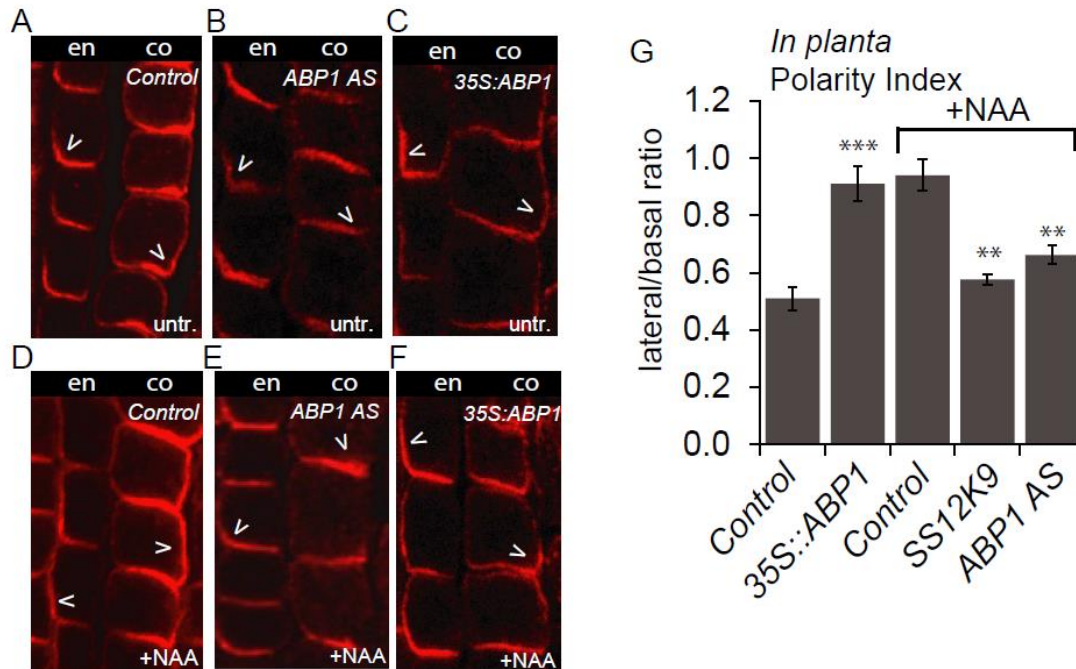 A
en co
Control
untr.
B
en co
ABP1 AS
untr.
C
en co
35S:ABP1
untr.
D
en co
Control
+NAA
E
en co
ABP1 AS
+NAA
F
en co
35S:ABP1
+NAA
G
In planta
Polarity Index
+NAA
lateral/basal ratio
1.2
1.0
0.8
0.6
0.4
0.2
0.0
***
**
**
Control
35S::ABP1
Control
SS12K9
ABP1 AS